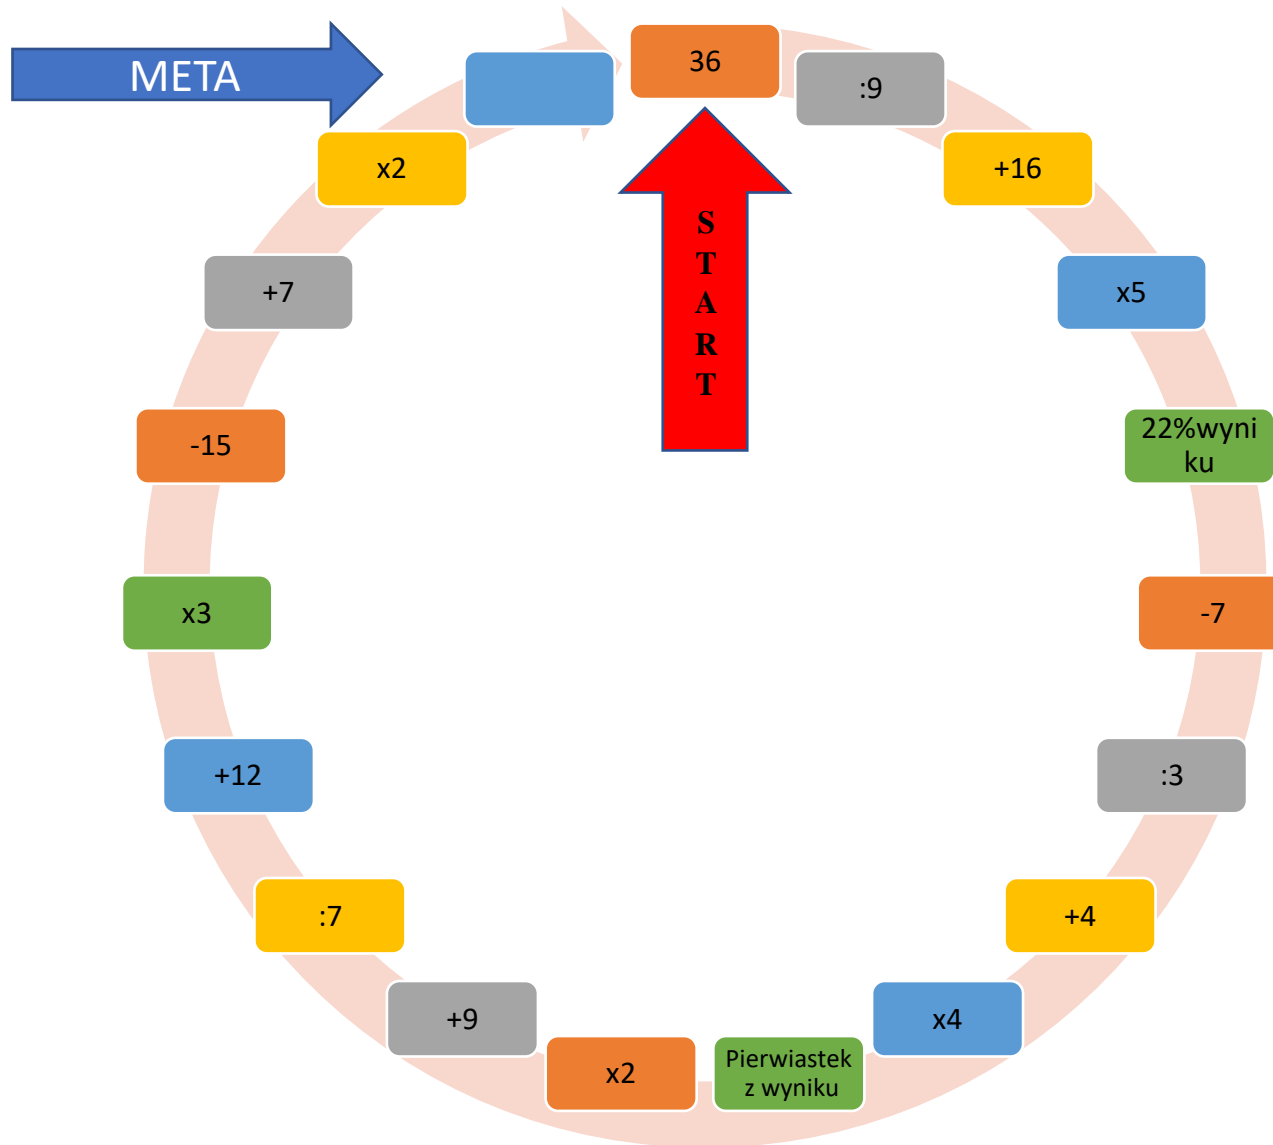 META
36
:9
+16
x5
22%wyni
ku
-7
:3
+4
x4
Pierwiastek
z wyniku
x2
+9
:7
+12
x3
-15
+7
x2
S
T
A
R
T